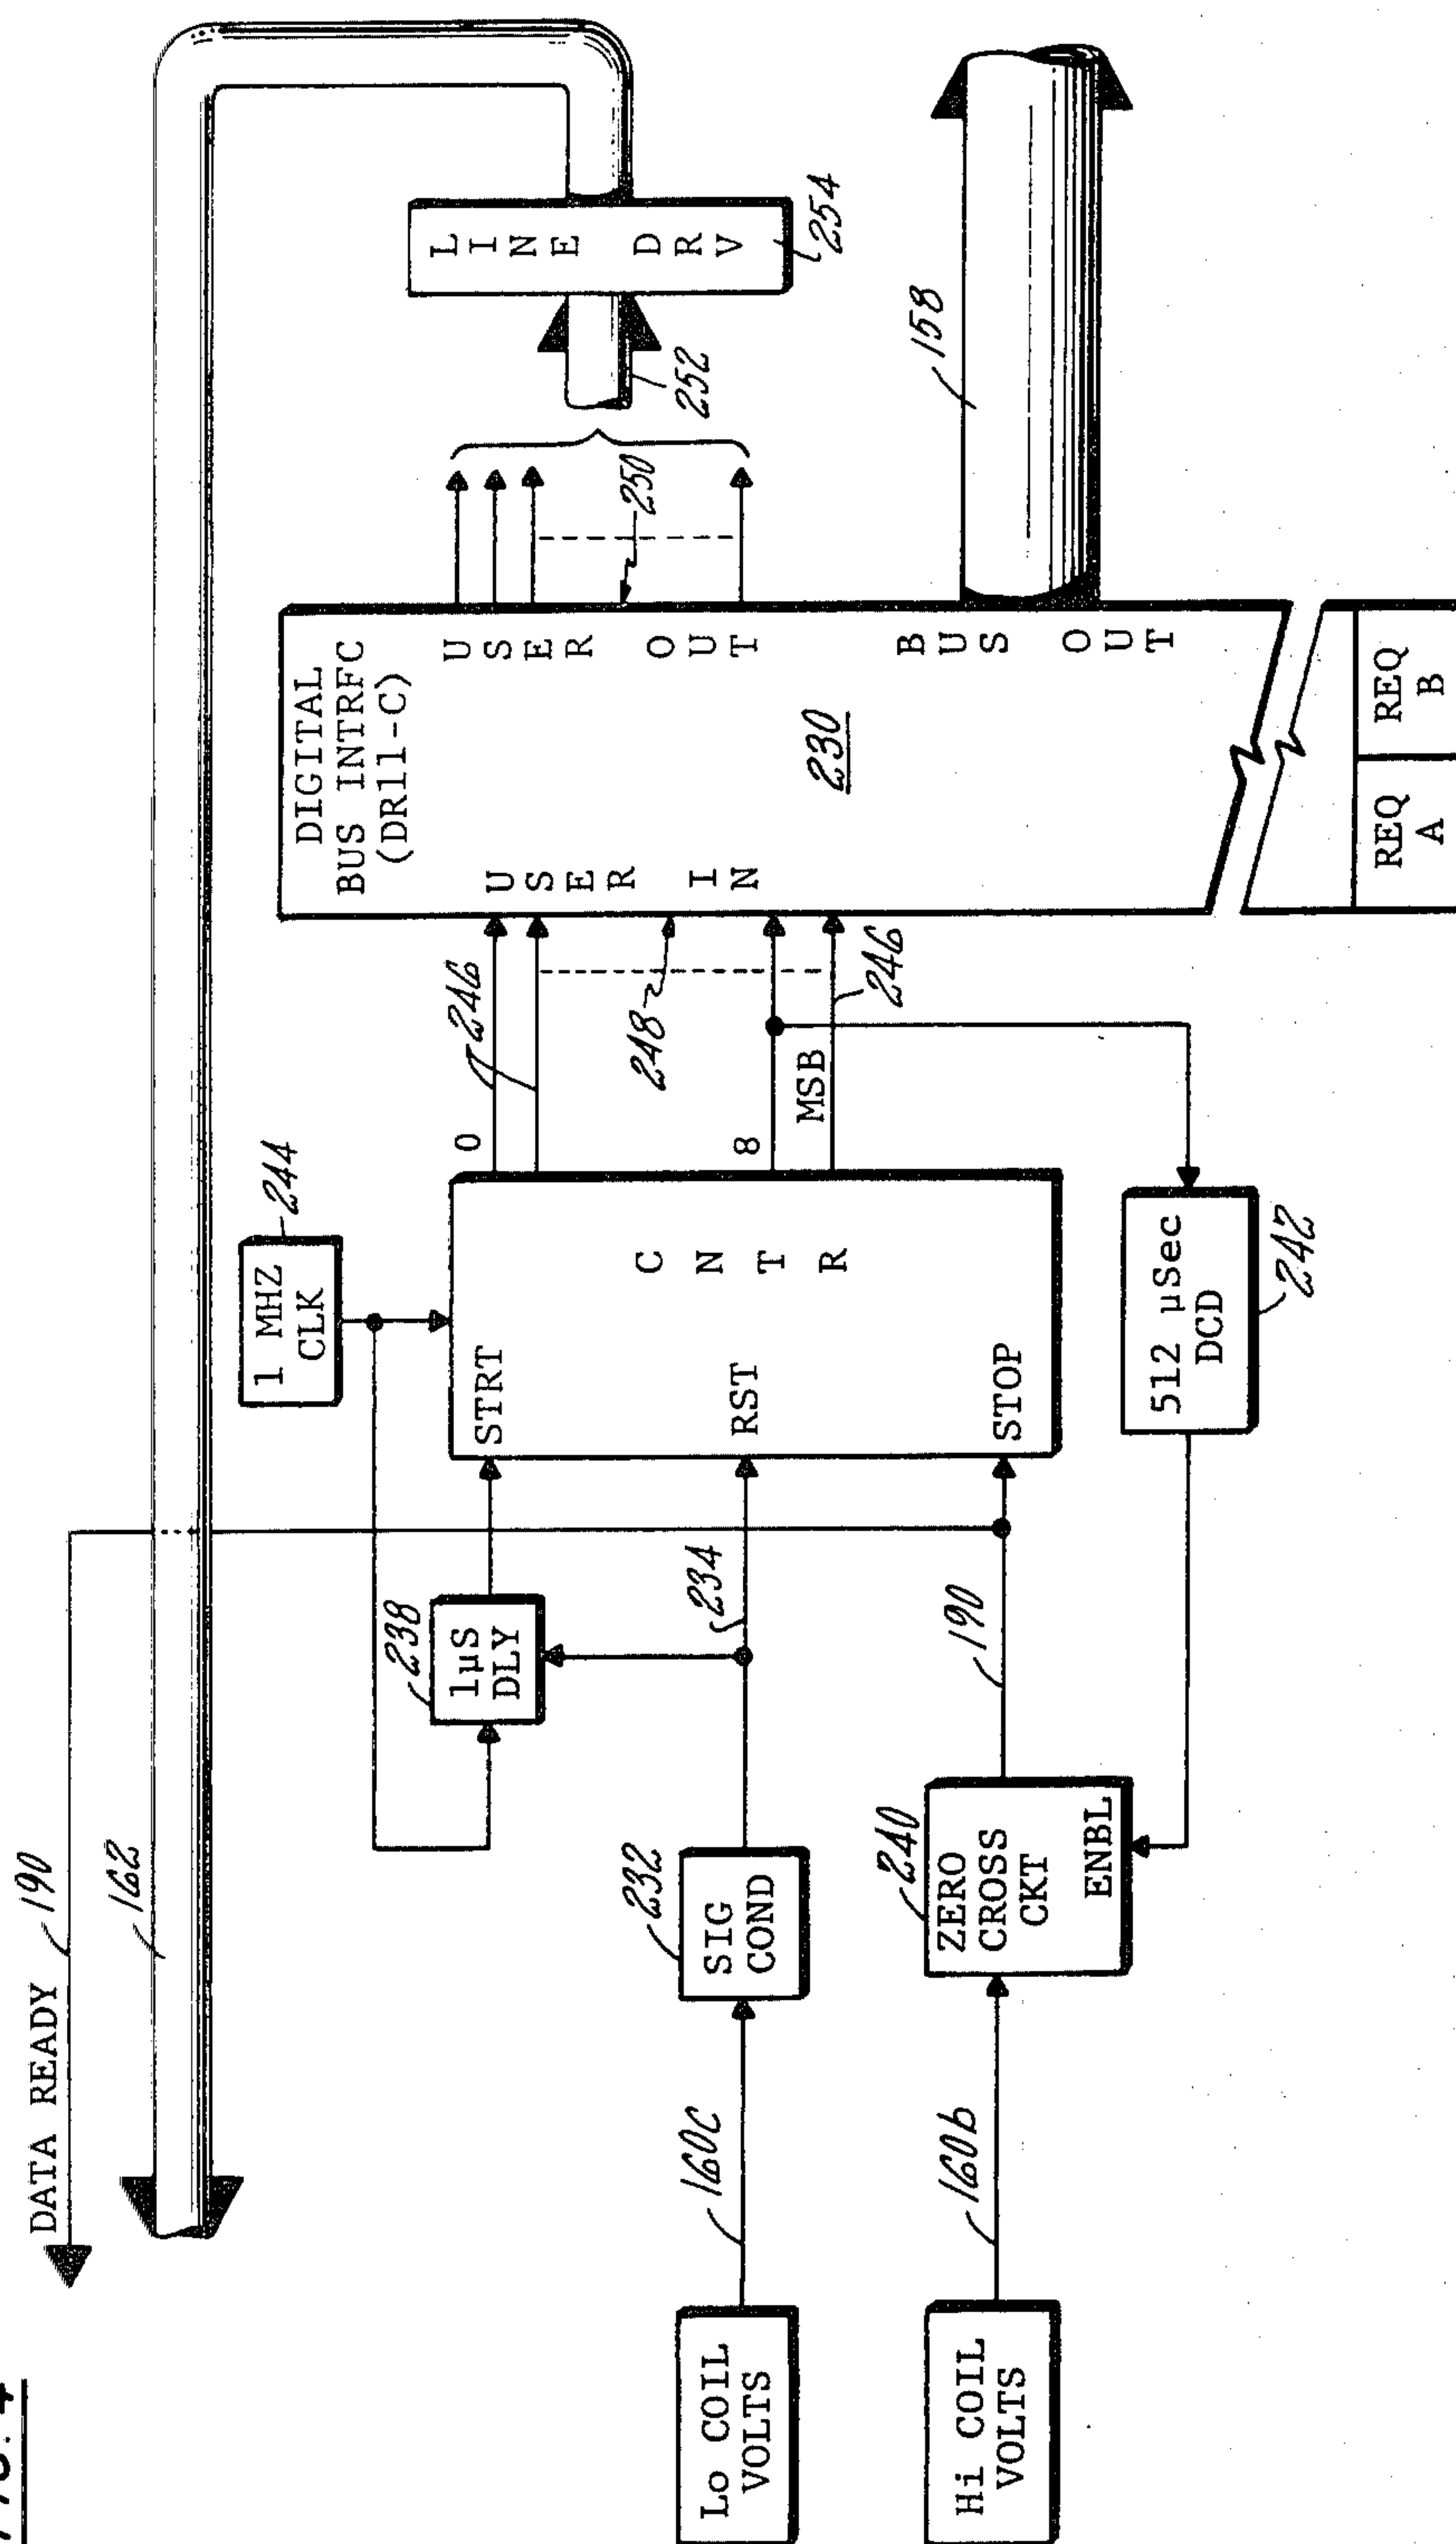 DATA READY
190
162
1 MHZ
CLK
244
DIGITAL
BUS INTRFC
(DR11-C)
USER OUT
USER IN
BUS OUT
230
LINE DRV
254
252
250
158
246
0
248
8
MSB
246
238
1µS
DLY
STRT
CNTR
RST
STOP
234
Lo COIL
VOLTS
160c
232
SIG
COND
Hi COIL
VOLTS
160b
240
ZERO
CROSS
CKT
ENBL
190
512 µSec
DCD
242
REQ
A
REQ
B